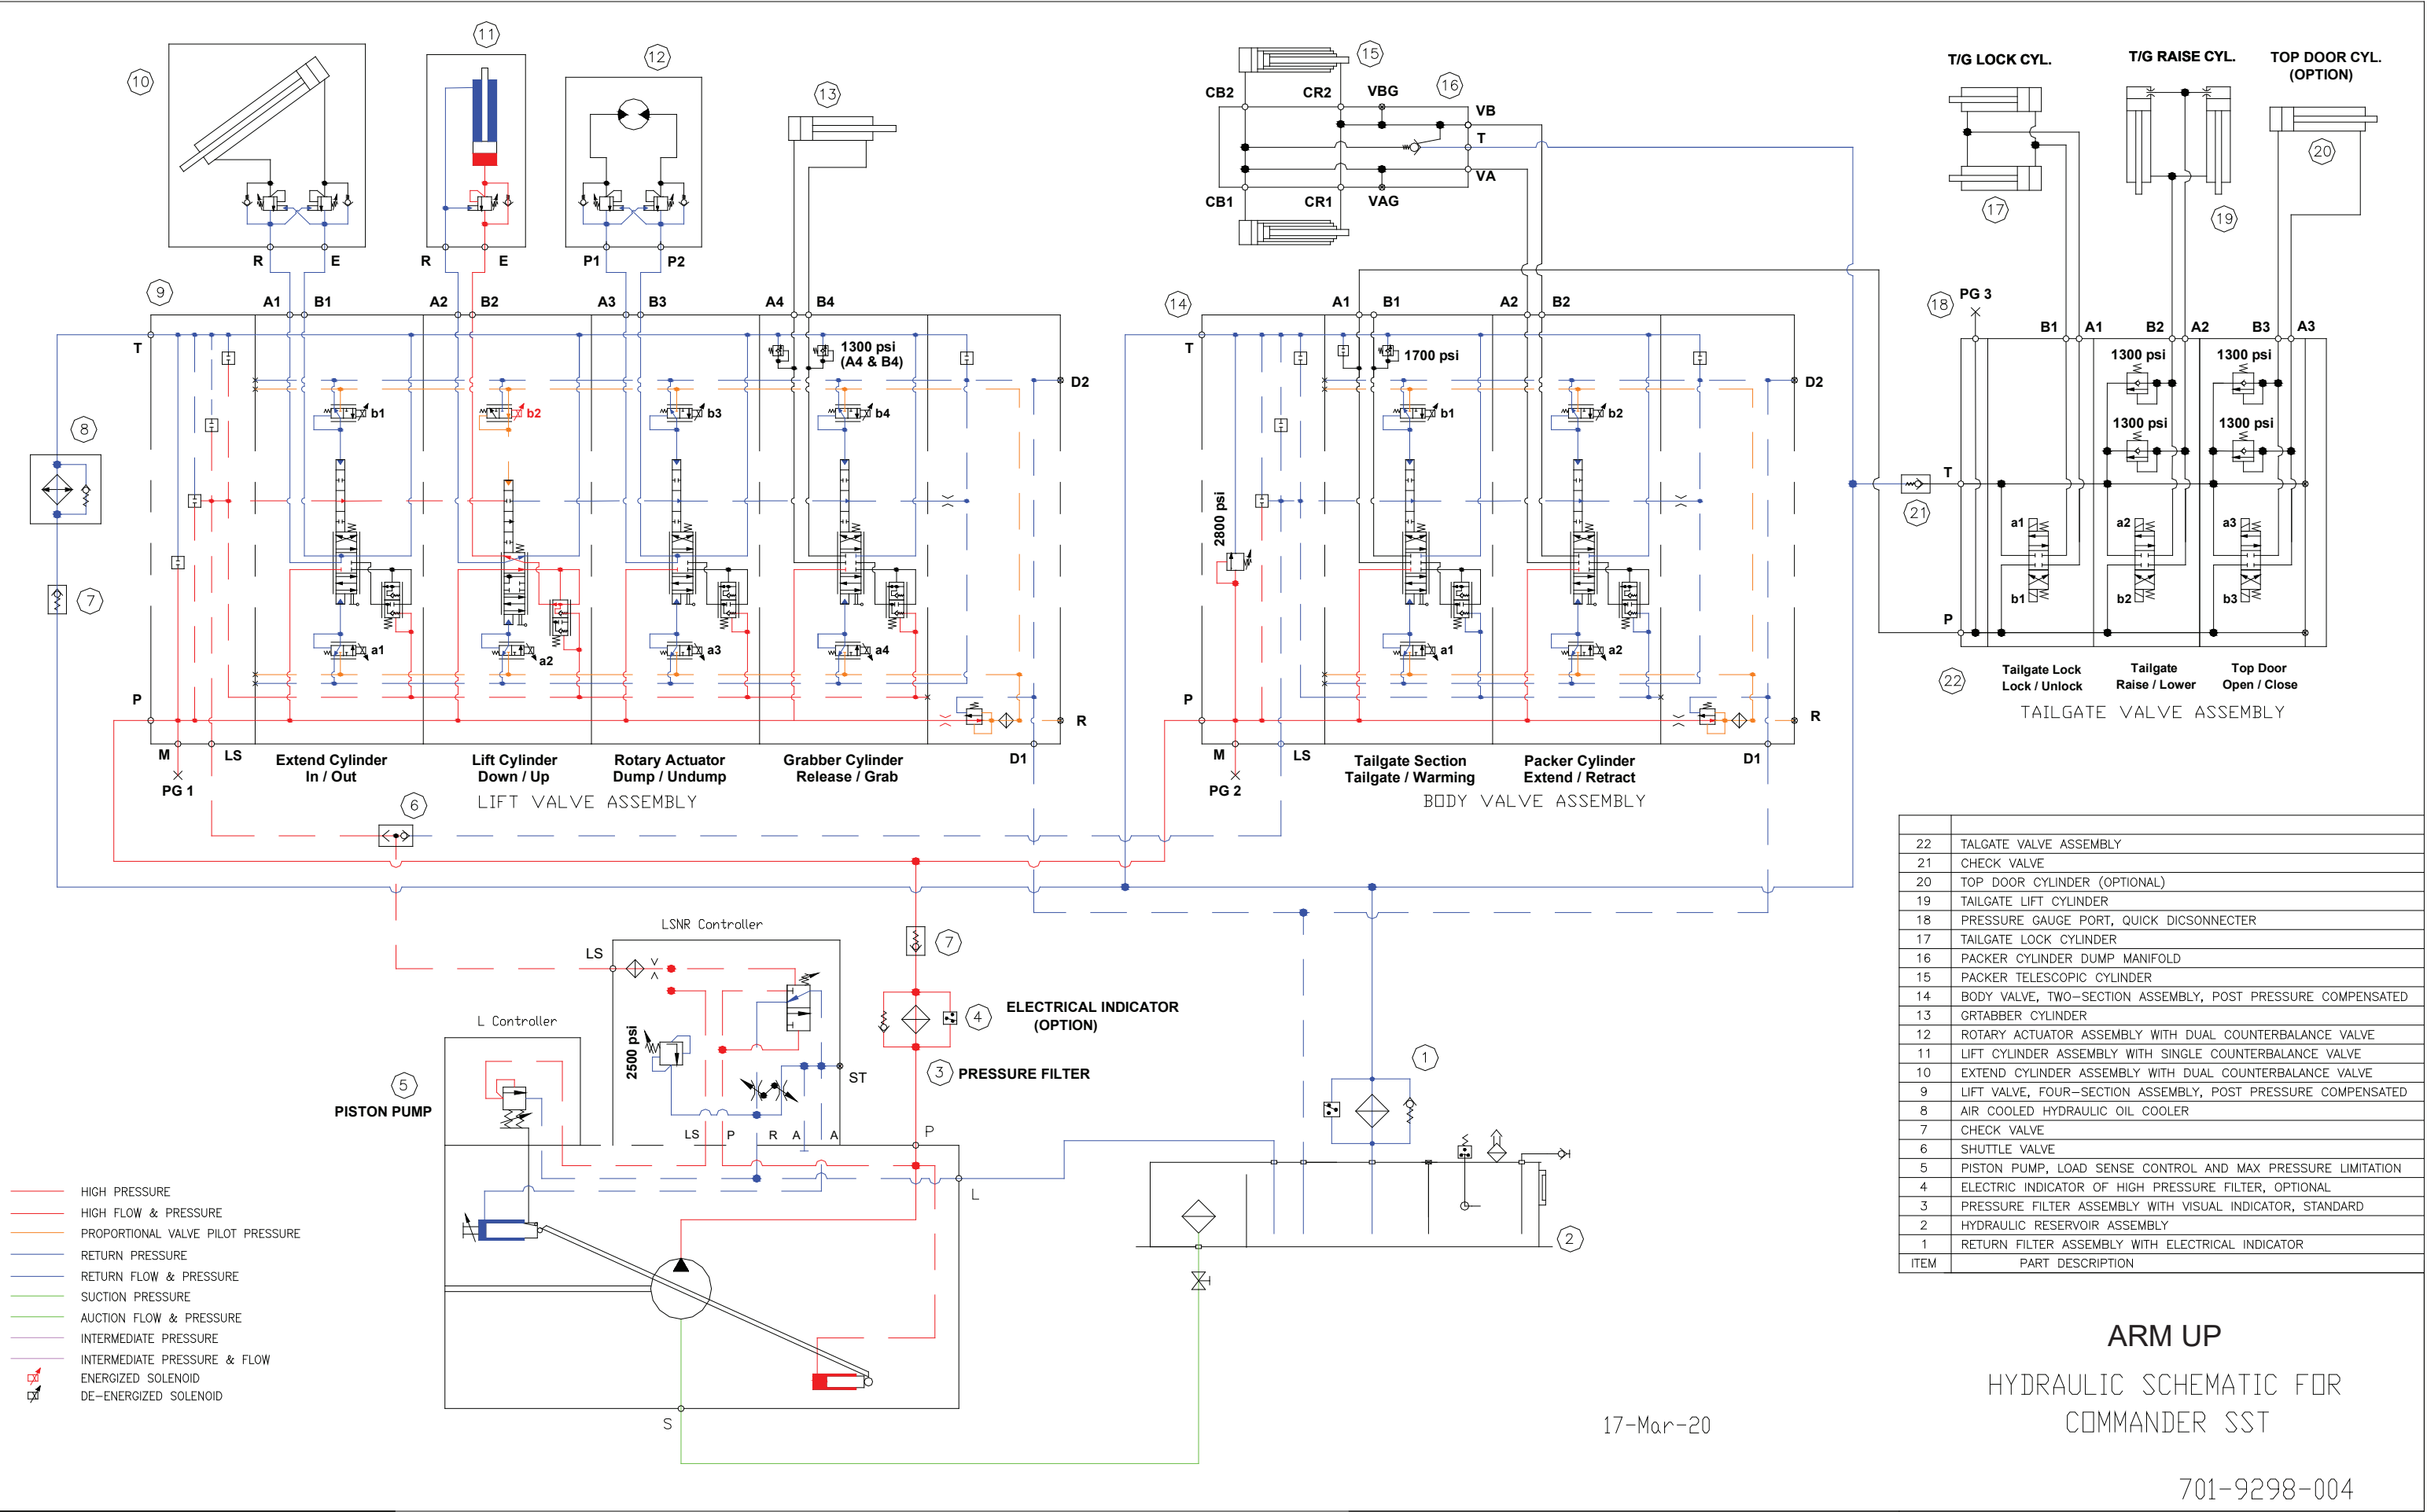 11
10
12
13
15
16
CB2
CR2
VBG
VB
T
VA
CB1
CR1
VAG
T/G LOCK CYL.
T/G RAISE CYL.
TOP DOOR CYL.
(OPTION)
17
19
20
R
E
R
E
P1
P2
9
A1
B1
A2
B2
A3
B3
A4
B4
14
A1
B1
A2
B2
18
PG 3
B1
A1
B2
A2
B3
A3
T
1300 psi
(A4 & B4)
D2
T
1700 psi
D2
1300 psi
1300 psi
1300 psi
1300 psi
b1
b2
b3
b4
b1
b2
8
2800 psi
T
21
a1
a2
a3
b1
b2
b3
7
a1
a2
a3
a4
a1
a2
P
P
R
P
R
22
Tailgate Lock
Lock / Unlock
Tailgate
Raise / Lower
Top Door
Open / Close
TAILGATE VALVE ASSEMBLY
M
LS
D1
PG 1
Extend Cylinder
In / Out
Lift Cylinder
Down / Up
Rotary Actuator
Dump / Undump
Grabber Cylinder
Release / Grab
LIFT VALVE ASSEMBLY
M
LS
D1
PG 2
Tailgate Section
Tailgate / Warming
Packer Cylinder
Extend / Retract
BODY VALVE ASSEMBLY
6
LSNR Controller
LS
7
L Controller
2500 psi
4
ELECTRICAL INDICATOR
(OPTION)
ST
3
PRESSURE FILTER
1
5
PISTON PUMP
LS
P
R
A
A
P
L
2
S
HIGH PRESSURE
HIGH FLOW & PRESSURE
PROPORTIONAL VALVE PILOT PRESSURE
RETURN PRESSURE
RETURN FLOW & PRESSURE
SUCTION PRESSURE
AUCTION FLOW & PRESSURE
INTERMEDIATE PRESSURE
INTERMEDIATE PRESSURE & FLOW
ENERGIZED SOLENOID
DE-ENERGIZED SOLENOID
22 TALGATE VALVE ASSEMBLY
21 CHECK VALVE
20 TOP DOOR CYLINDER (OPTIONAL)
19 TAILGATE LIFT CYLINDER
18 PRESSURE GAUGE PORT, QUICK DICSONNECTER
17 TAILGATE LOCK CYLINDER
16 PACKER CYLINDER DUMP MANIFOLD
15 PACKER TELESCOPIC CYLINDER
14 BODY VALVE, TWO-SECTION ASSEMBLY, POST PRESSURE COMPENSATED
13 GRTABBER CYLINDER
12 ROTARY ACTUATOR ASSEMBLY WITH DUAL COUNTERBALANCE VALVE
11 LIFT CYLINDER ASSEMBLY WITH SINGLE COUNTERBALANCE VALVE
10 EXTEND CYLINDER ASSEMBLY WITH DUAL COUNTERBALANCE VALVE
9 LIFT VALVE, FOUR-SECTION ASSEMBLY, POST PRESSURE COMPENSATED
8 AIR COOLED HYDRAULIC OIL COOLER
7 CHECK VALVE
6 SHUTTLE VALVE
5 PISTON PUMP, LOAD SENSE CONTROL AND MAX PRESSURE LIMITATION
4 ELECTRIC INDICATOR OF HIGH PRESSURE FILTER, OPTIONAL
3 PRESSURE FILTER ASSEMBLY WITH VISUAL INDICATOR, STANDARD
2 HYDRAULIC RESERVOIR ASSEMBLY
1 RETURN FILTER ASSEMBLY WITH ELECTRICAL INDICATOR
ITEM PART DESCRIPTION
ARM UP
HYDRAULIC SCHEMATIC FOR
COMMANDER SST
17-Mar-20
701-9298-004